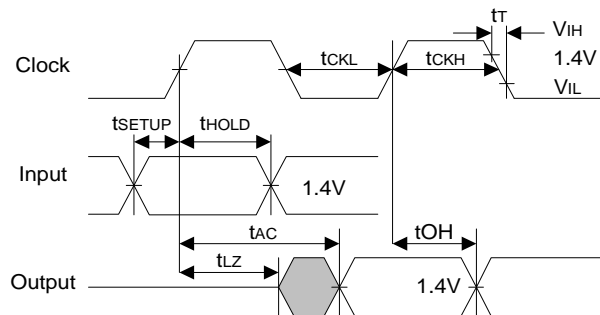 tT
VIH
Clock
tCKL
tCKH
1.4V
VIL
tSETUP
tHOLD
Input
1.4V
tAC
tOH
tLZ
Output
1.4V